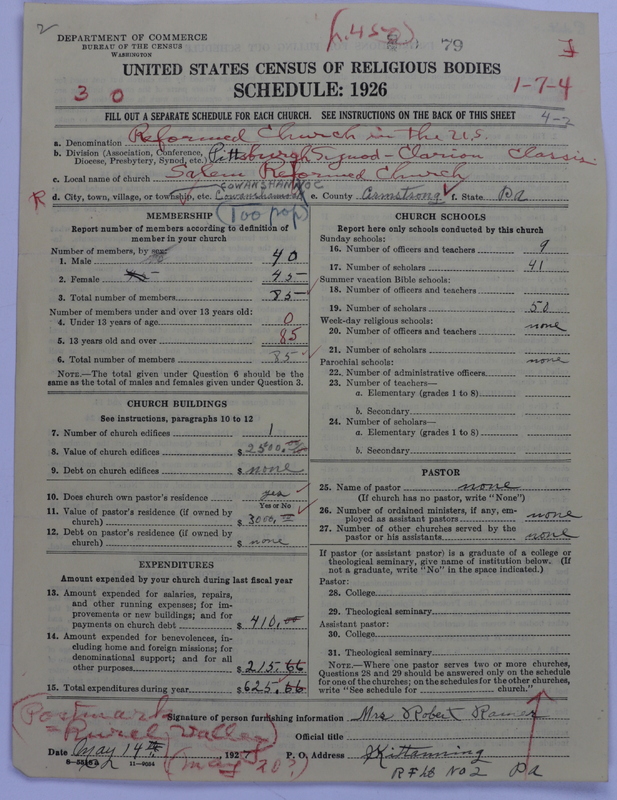 2
DEPARTMENT OF COMMERCE
BUREAU OF THE CENSUS
WASHINGTON
79
UNITED STATES CENSUS OF RELIGIOUS BODIES
SCHEDULE: 1926
3 0
1-7-4
FILL OUT A SEPARATE SCHEDULE FOR EACH CHURCH. SEE INSTRUCTIONS ON THE BACK OF THIS SHEET
4-2
a. Denomination Reformed Church in the U.S.
b. Division (Association, Conference, Diocese, Presbytery, Synod, etc.) Pittsburgh Synod - Clarion Classis
c. Local name of church Salem Reformed Church
R d. City, town, village, or township, etc. Cowanshannoc e. County Armstrong f. State Pa
COWANSHANNOC
(Too pop)
MEMBERSHIP
Report number of members according to definition of
member in your church
Number of members, by sex:
1. Male 40
2. Female 45
3. Total number of members 85
Number of members under and over 13 years old:
4. Under 13 years of age 0
5. 13 years old and over 85
6. Total number of members 85
NOTE.—The total given under Question 6 should be
same as the total of males and females given under Question 3.
CHURCH BUILDINGS
See instructions, paragraphs 10 to 12
7. Number of church edifices 1
8. Value of church edifices $ 2500.00
9. Debt on church edifices $ none
10. Does church own pastor's residence yes
Yes or No
11. Value of pastor's residence (if owned by
church) $ 3000.00
12. Debt on pastor's residence (if owned by
church) $ none
EXPENDITURES
Amount expended by your church during last fiscal year
13. Amount expended for salaries, repairs,
and other running expenses; for im-
provements or new buildings; and for
payments on church debt $ 410.00
14. Amount expended for benevolences, in-
cluding home and foreign missions; for
denominational support; and for all
other purposes $ 215.66
15. Total expenditures during year $ 625.66
CHURCH SCHOOLS
Report here only schools conducted by this church
Sunday schools:
16. Number of officers and teachers 9
17. Number of scholars 41
Summer vacation Bible schools:
18. Number of officers and teachers
19. Number of scholars 50
Week-day religious schools:
20. Number of officers and teachers none
21. Number of scholars
Parochial schools: none
22. Number of administrative officers
23. Number of teachers—
a. Elementary (grades 1 to 8)
b. Secondary
24. Number of scholars—
a. Elementary (grades 1 to 8)
b. Secondary
PASTOR
25. Name of pastor none
(If church has no pastor, write "None")
26. Number of ordained ministers, if any, em-
ployed as assistant pastors none
27. Number of other churches served by the
pastor or his assistants none
If pastor (or assistant pastor) is a graduate of a college or
theological seminary, give name of institution below. (If
not a graduate, write "No" in the space indicated.)
Pastor:
28. College
29. Theological seminary
Assistant pastor:
30. College
31. Theological seminary
NOTE.—Where one pastor serves two or more churches,
Questions 28 and 29 should be answered only on the schedule
for one of the churches; on the schedules for the other churches,
write "See schedule for church."
(Postmark
= Rural Valley)
(May 20?)
Signature of person furnishing information Mrs Robert
Official title
Date May 14th, 1927 P. O. Address Kittanning
11-9024
RFD No 2 Pa